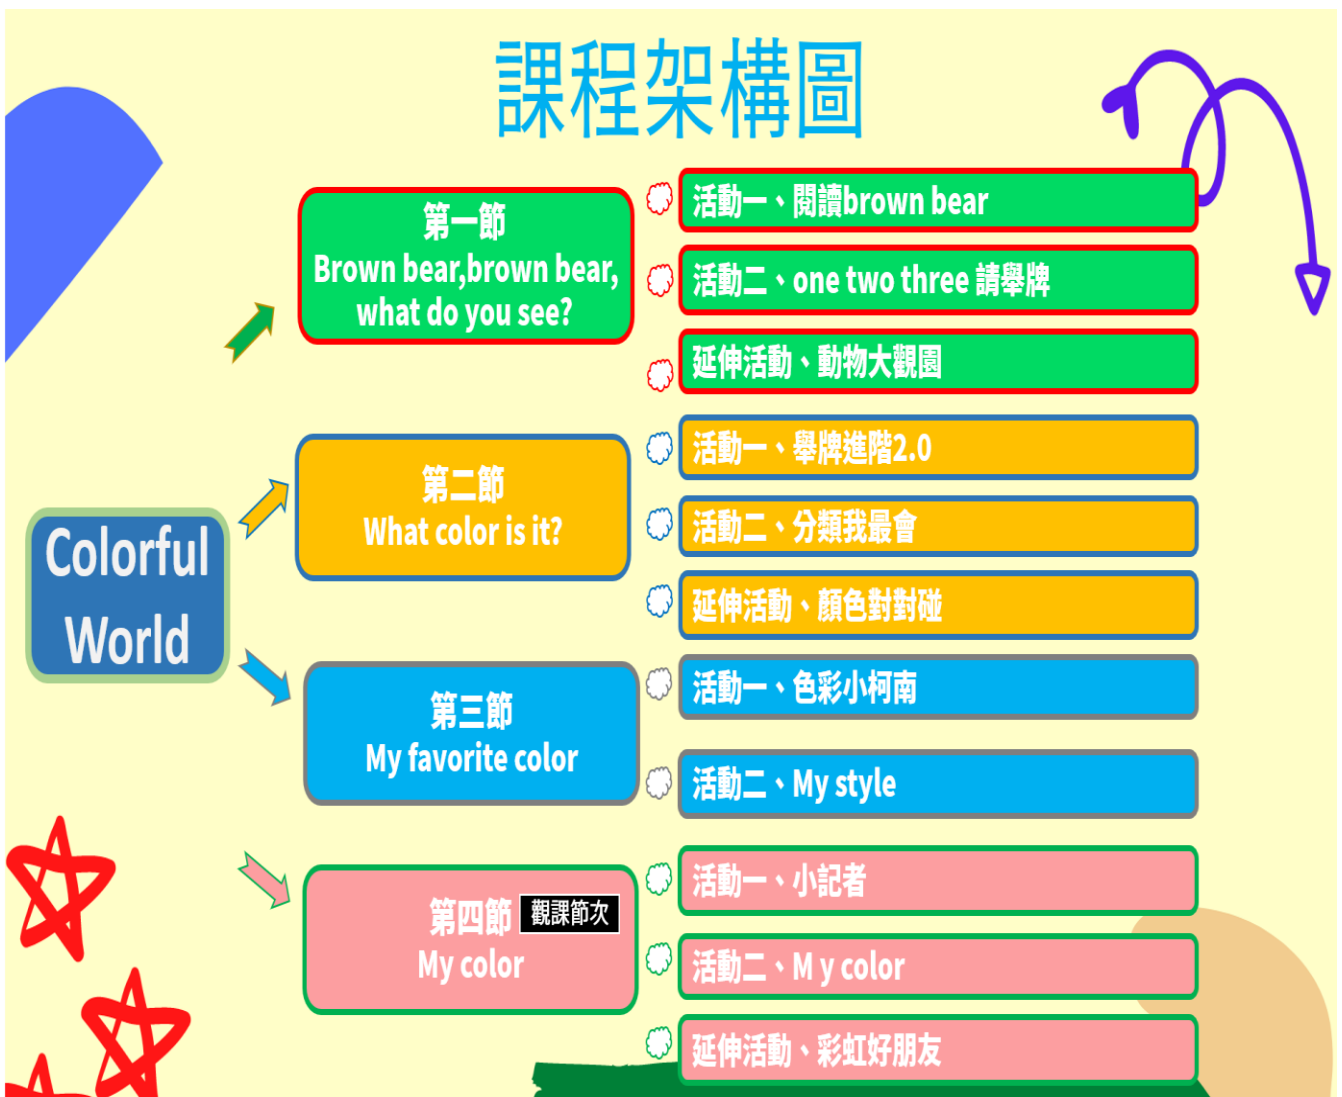 課程架構圖
Colorful
World
第一節
Brown bear,brown bear,
what do you see?
活動一、閱讀brown bear
活動二、one two three 請舉牌
延伸活動、動物大觀園
第二節
What color is it?
活動一、舉牌進階2.0
活動二、分類我最會
延伸活動、顏色對對碰
第三節
My favorite color
活動一、色彩小柯南
活動二、My style
第四節 觀課節次
My color
活動一、小記者
活動二、M y color
延伸活動、彩虹好朋友